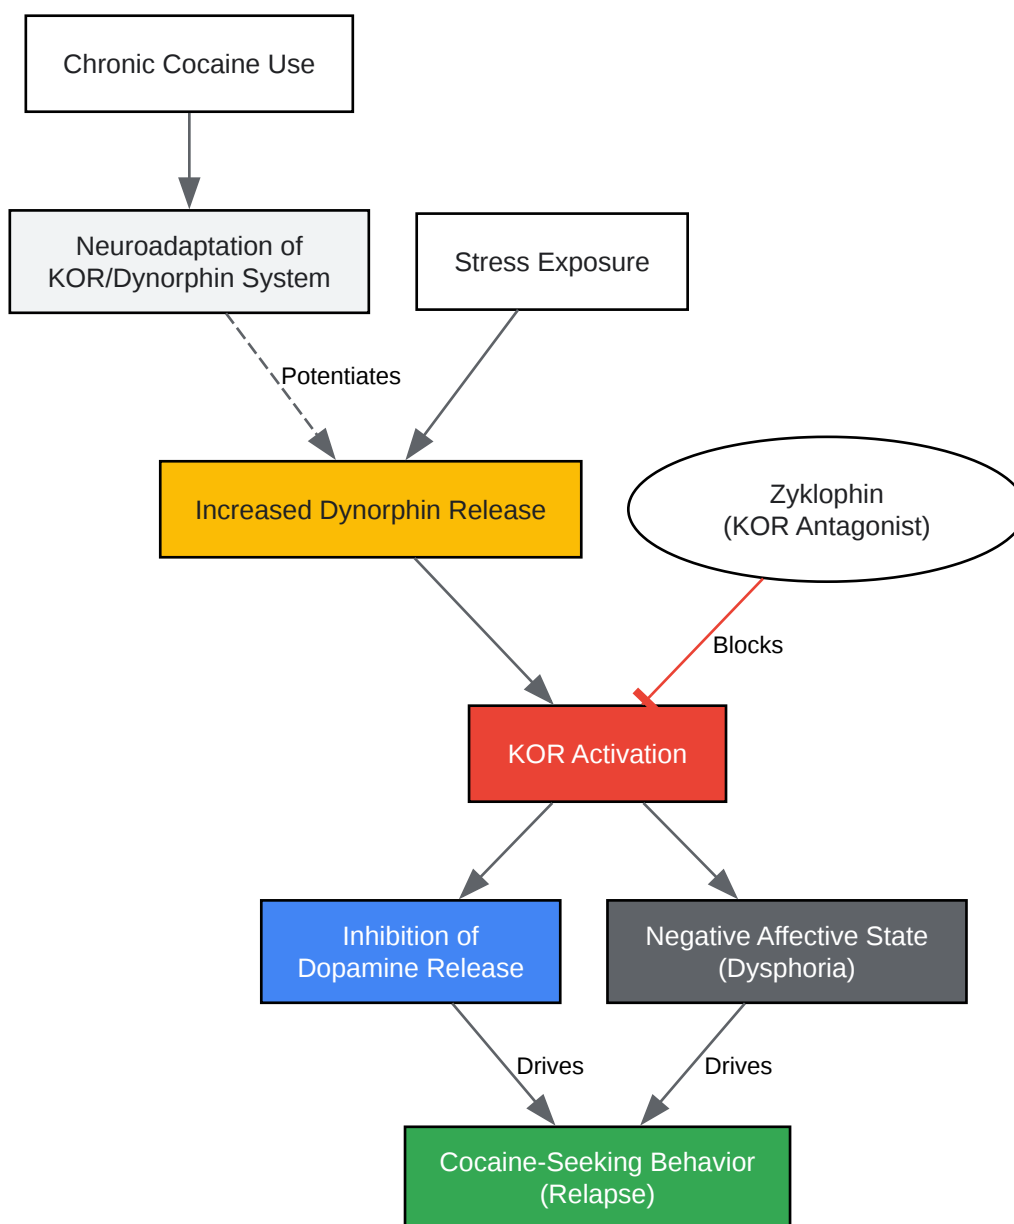 Chronic Cocaine Use
Neuroadaptation of
KOR/Dynorphin System
Stress Exposure
Potentiates
Increased Dynorphin Release
Zyklophin
(KOR Antagonist)
Blocks
KOR Activation
Inhibition of
Dopamine Release
Negative Affective State
(Dysphoria)
Drives
Drives
Cocaine-Seeking Behavior
(Relapse)